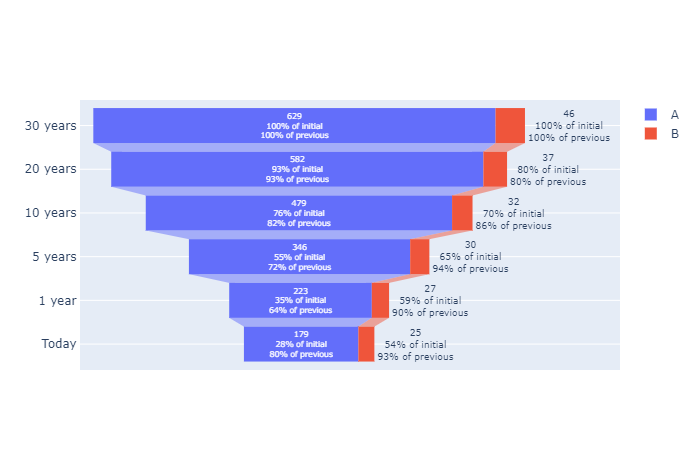 30 years
629
100% of initial
100% of previous
46
100% of initial
100% of previous
A
B
20 years
582
93% of initial
93% of previous
37
80% of initial
80% of previous
10 years
479
76% of initial
82% of previous
32
70% of initial
86% of previous
5 years
346
55% of initial
72% of previous
30
65% of initial
94% of previous
1 year
223
35% of initial
64% of previous
27
59% of initial
90% of previous
Today
179
28% of initial
80% of previous
25
54% of initial
93% of previous